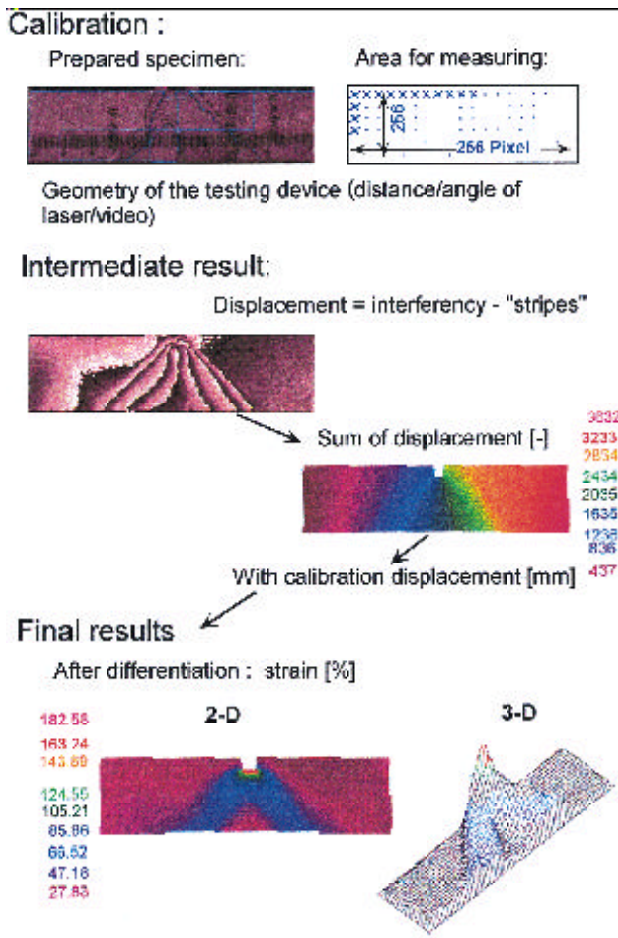 Calibration :
Prepared specimen:
Area for measuring:
256
256 Pixel
Geometry of the testing device (distance/angle of
laser/video)
Intermediate result:
Displacement = interferency - "stripes"
Sum of displacement [-]
3632
3233
2834
2434
2035
1635
1236
836
437
With calibration displacement [mm]
Final results
After differentiation : strain [%]
2-D
3-D
182.58
163.24
143.89
124.55
105.21
85.86
66.52
47.18
27.83